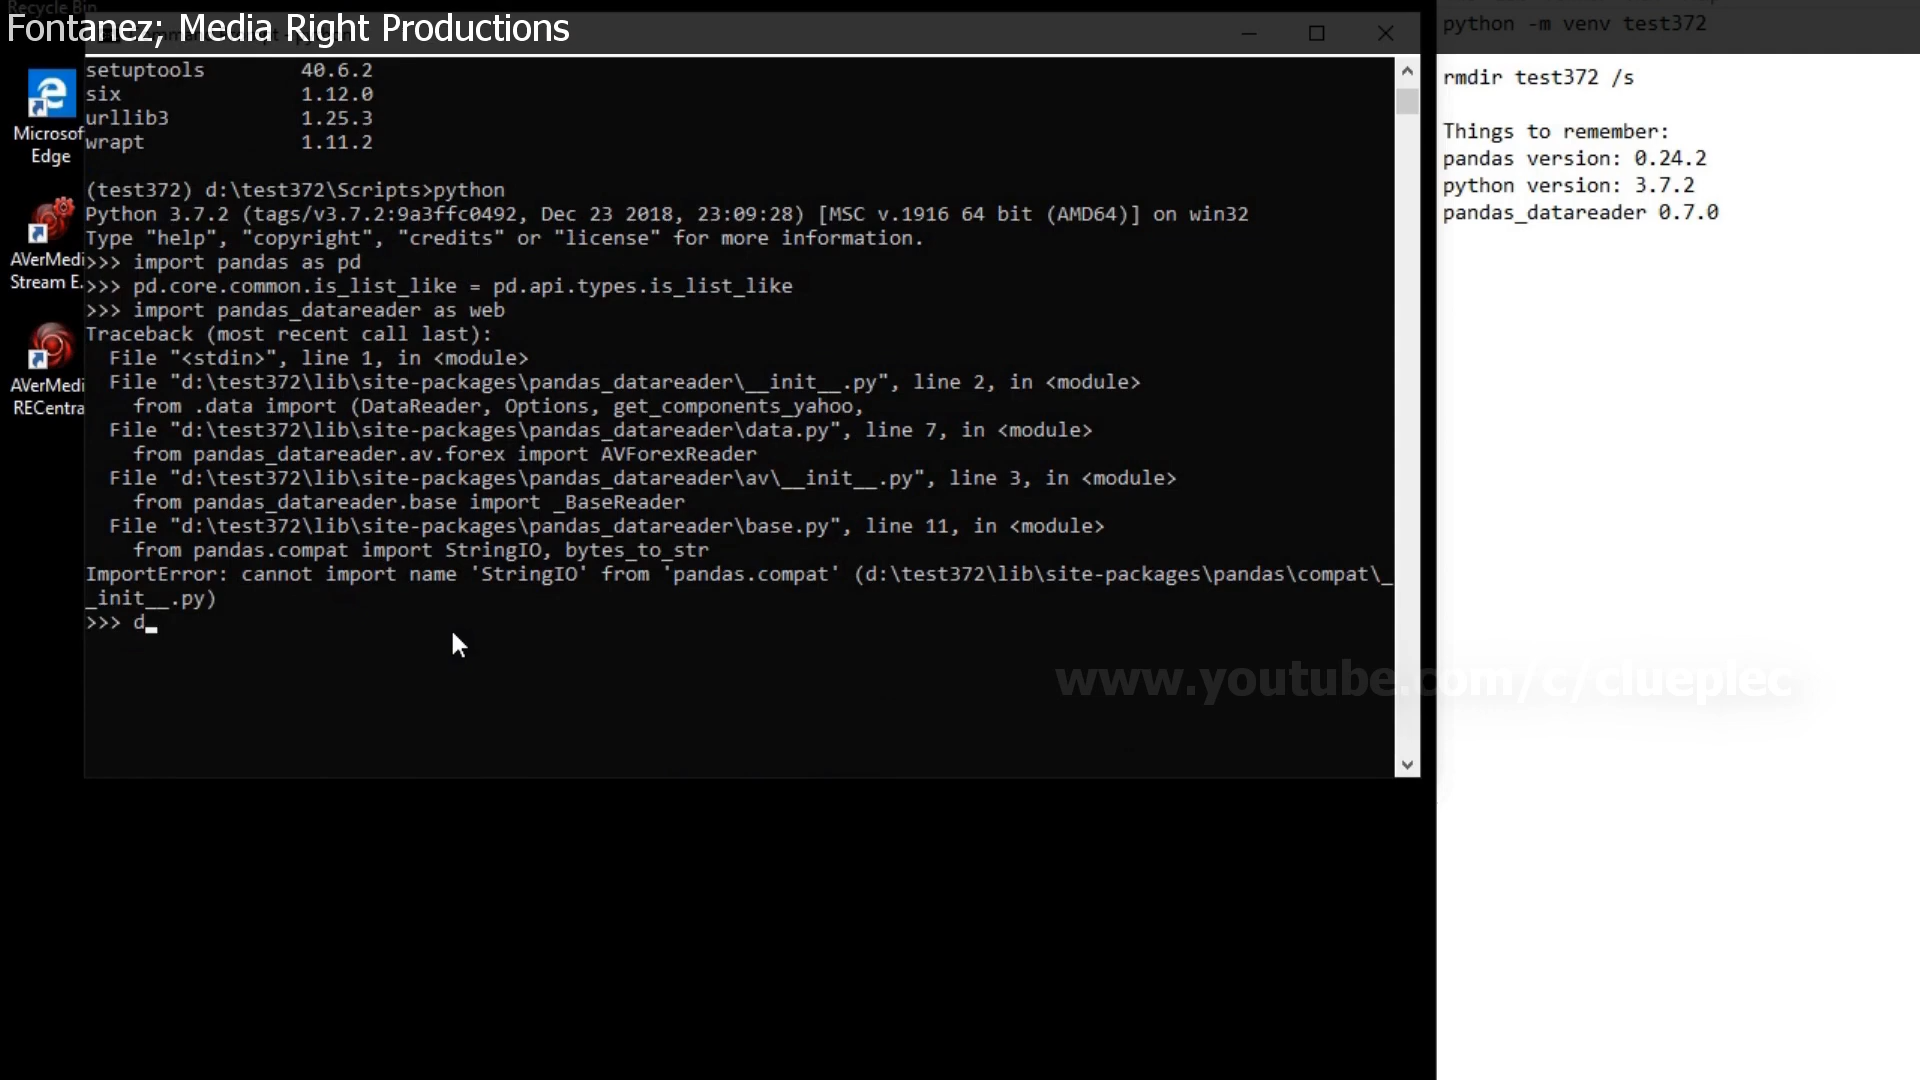 Recycle Bin
Fontanez; Media Right Productions
Microsof
Edge
AVerMedi
Stream E.
AVerMedi
RECentra
setuptools 40.6.2
six 1.12.0
urllib3 1.25.3
wrapt 1.11.2
(test372) d:\test372\Scripts>python
Python 3.7.2 (tags/v3.7.2:9a3ffc0492, Dec 23 2018, 23:09:28) [MSC v.1916 64 bit (AMD64)] on win32
Type "help", "copyright", "credits" or "license" for more information.
>>> import pandas as pd
>>> pd.core.common.is_list_like = pd.api.types.is_list_like
>>> import pandas_datareader as web
Traceback (most recent call last):
File "<stdin>", line 1, in <module>
File "d:\test372\lib\site-packages\pandas_datareader\__init__.py", line 2, in <module>
from .data import (DataReader, Options, get_components_yahoo,
File "d:\test372\lib\site-packages\pandas_datareader\data.py", line 7, in <module>
from pandas_datareader.av.forex import AVForexReader
File "d:\test372\lib\site-packages\pandas_datareader\av\__init__.py", line 3, in <module>
from pandas_datareader.base import _BaseReader
File "d:\test372\lib\site-packages\pandas_datareader\base.py", line 11, in <module>
from pandas.compat import StringIO, bytes_to_str
ImportError: cannot import name 'StringIO' from 'pandas.compat' (d:\test372\lib\site-packages\pandas\compat\_
_init__.py)
>>> d_
python -m venv test372
rmdir test372 /s
Things to remember:
pandas version: 0.24.2
python version: 3.7.2
pandas_datareader 0.7.0
www.youtube.com/c/clueplec